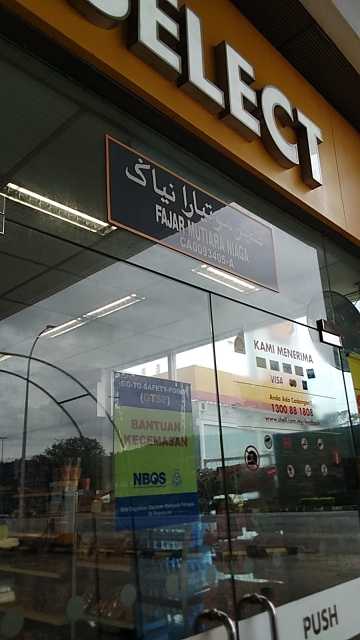 SELECT
فجر موتيارا نياݢ
FAJAR MUTIARA NIAGA
CA0093405-A
KAMI MENERIMA
VISA
Anda Ada Cadangan?
1300 88 1808
GO-TO-SAFETY-POINT
(GTSP)
BANTUAN
KECEMASAN
NBOS
PUSH